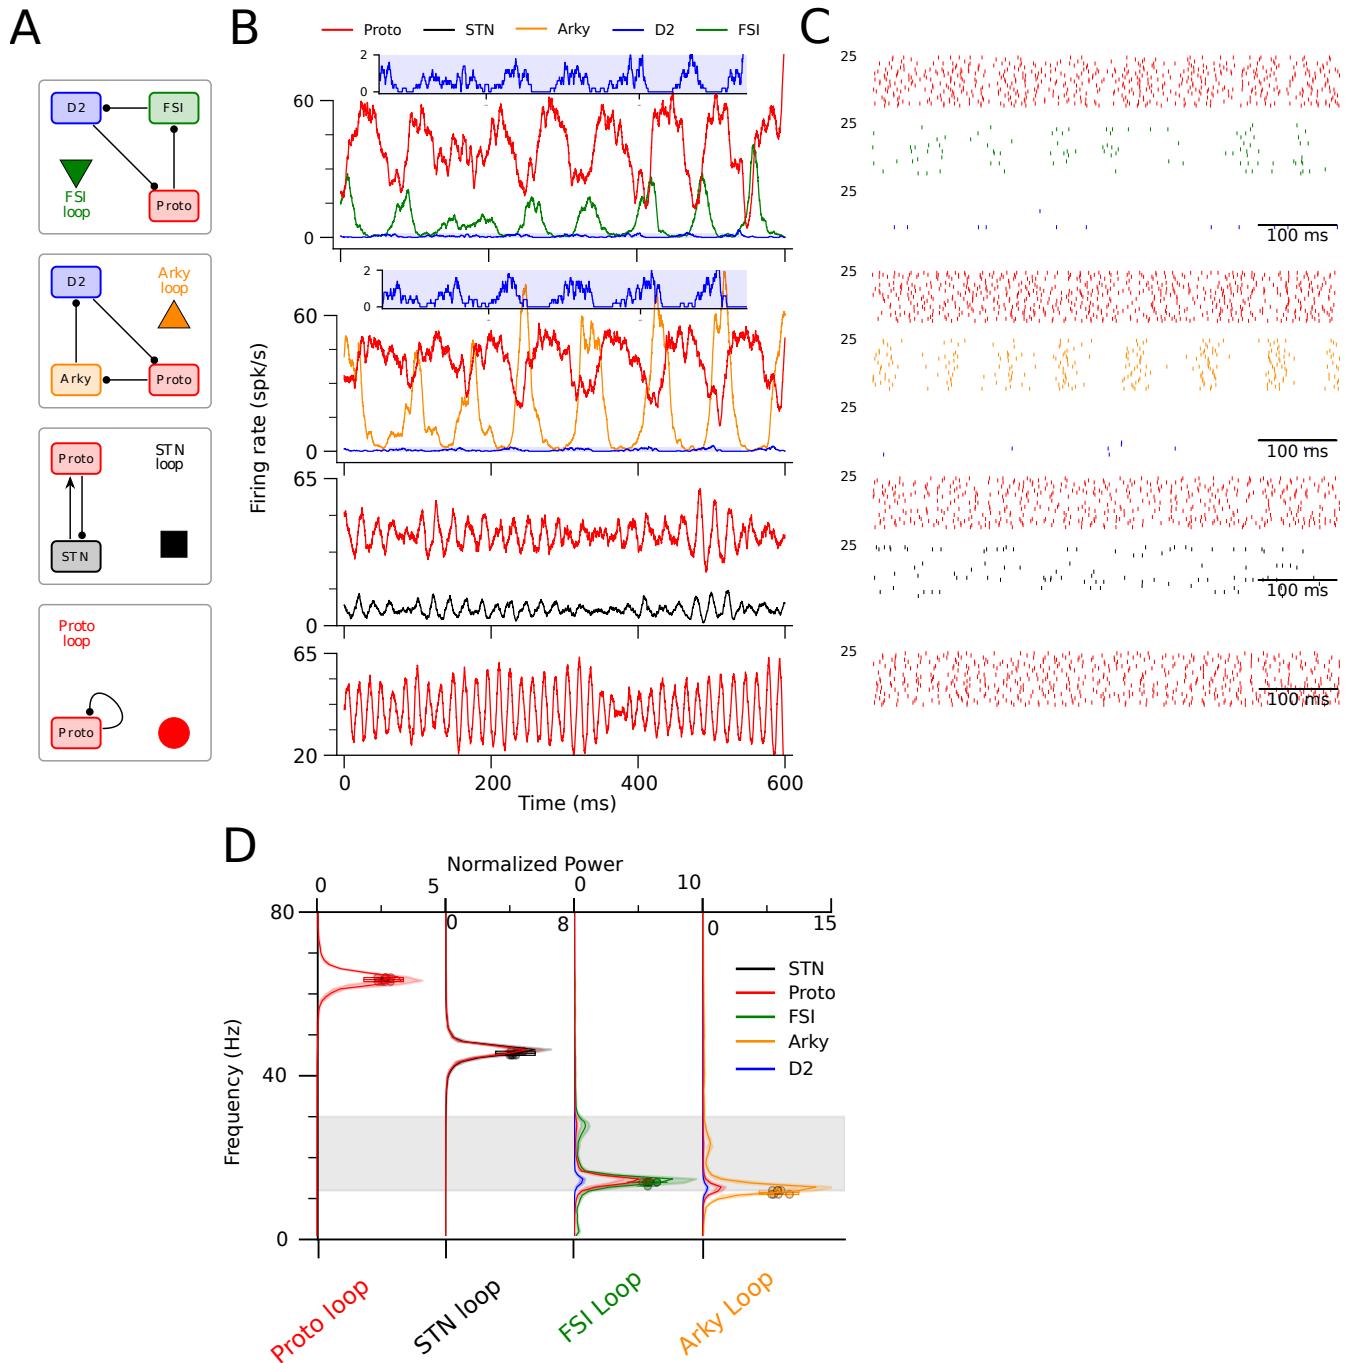 A
D2
FSI
FSI
loop
Proto
D2
Arky
loop
Arky
Proto
Proto
STN
loop
STN
Proto
loop
Proto
B
Proto
STN
Arky
D2
FSI
2
0
60
0
2
0
60
0
65
0
65
20
0
200
400
600
Firing rate (spk/s)
Time (ms)
C
25
25
25
100 ms
25
25
25
100 ms
25
25
100 ms
25
100 ms
D
Normalized Power
0
5
0
10
0
8
0
15
80
40
0
Frequency (Hz)
STN
Proto
FSI
Arky
D2
Proto loop
STN loop
FSI Loop
Arky Loop